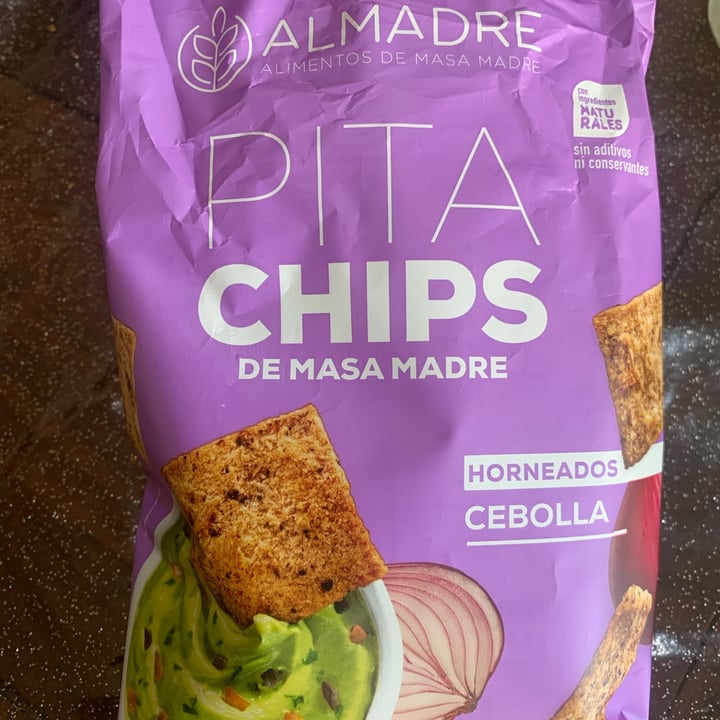 ALMADRE
ALIMENTOS DE MASA MADRE
con
ingredientes
NATU
RALES
sin aditivos
ni conservantes
PITA
CHIPS
DE MASA MADRE
HORNEADOS
CEBOLLA